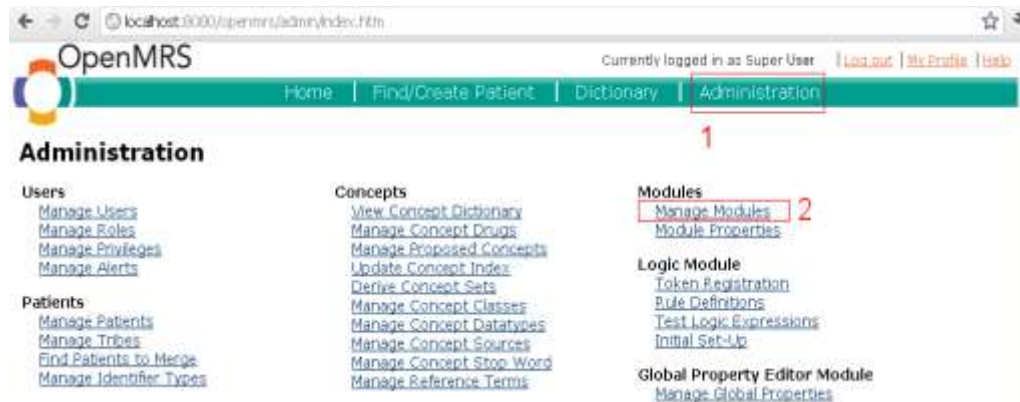 localhost:8080/openmrs/admin/index.htm
OpenMRS
Currently logged in as Super User | Log out | My Profile | Help
Home | Find/Create Patient | Dictionary | Administration
1
Administration
Users
Manage Users
Manage Roles
Manage Privileges
Manage Alerts
Patients
Manage Patients
Manage Tribes
Find Patients to Merge
Manage Identifier Types
Concepts
View Concept Dictionary
Manage Concept Drugs
Manage Proposed Concepts
Update Concept Index
Derive Concept Sets
Manage Concept Classes
Manage Concept Datatypes
Manage Concept Sources
Manage Concept Stop Word
Manage Reference Terms
Modules
Manage Modules 2
Module Properties
Logic Module
Token Registration
Rule Definitions
Test Logic Expressions
Initial Set-Up
Global Property Editor Module
Manage Global Properties